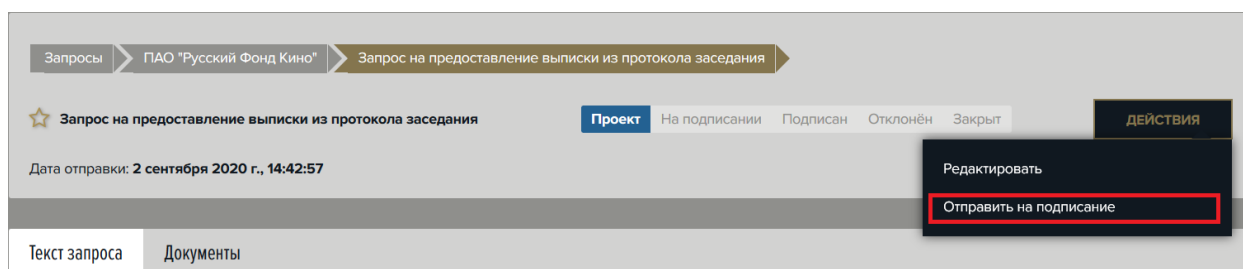 Запросы ПАО "Русский Фонд Кино" Запрос на предоставление выписки из протокола заседания
Запрос на предоставление выписки из протокола заседания Проект На подписании Подписан Отклонён Закрыт ДЕЙСТВИЯ
Дата отправки: 2 сентября 2020 г., 14:42:57
Редактировать
Отправить на подписание
Текст запроса Документы